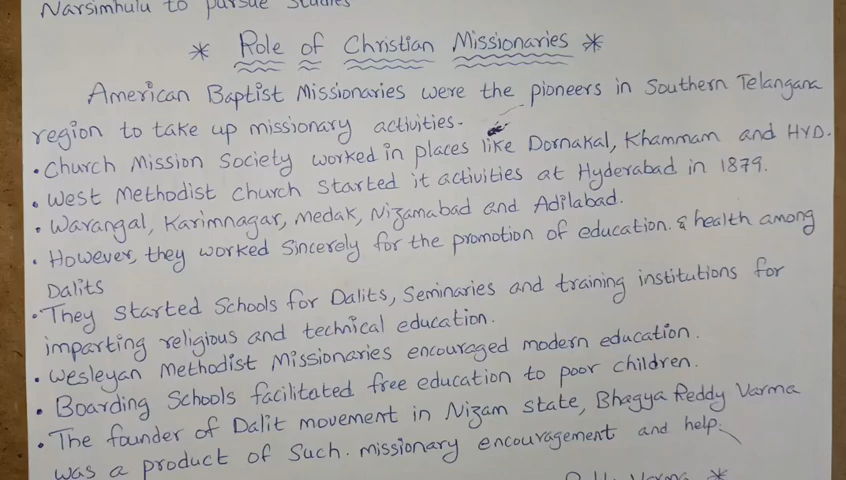 Narsimhulu to pursue studies
* Role of Christian Missionaries *
American Baptist Missionaries were the pioneers in Southern Telangana
region to take up missionary activities.
• Church Mission Society worked in places like Dornakal, Khammam and HYD.
• West Methodist Church Started it activities at Hyderabad in 1879.
• Warangal, Karimnagar, Medak, Nizamabad and Adilabad.
• However, they worked Sincerely for the promotion of education. & health among
Dalits
• They started Schools for Dalits, Seminaries and training institutions for
imparting religious and technical education.
• Wesleyan Methodist Missionaries encouraged modern education.
• Boarding Schools facilitated free education to poor children.
• The founder of Dalit movement in Nizam state, Bhagya Reddy Varma
was a product of Such. missionary encouragement and help.
Varma *